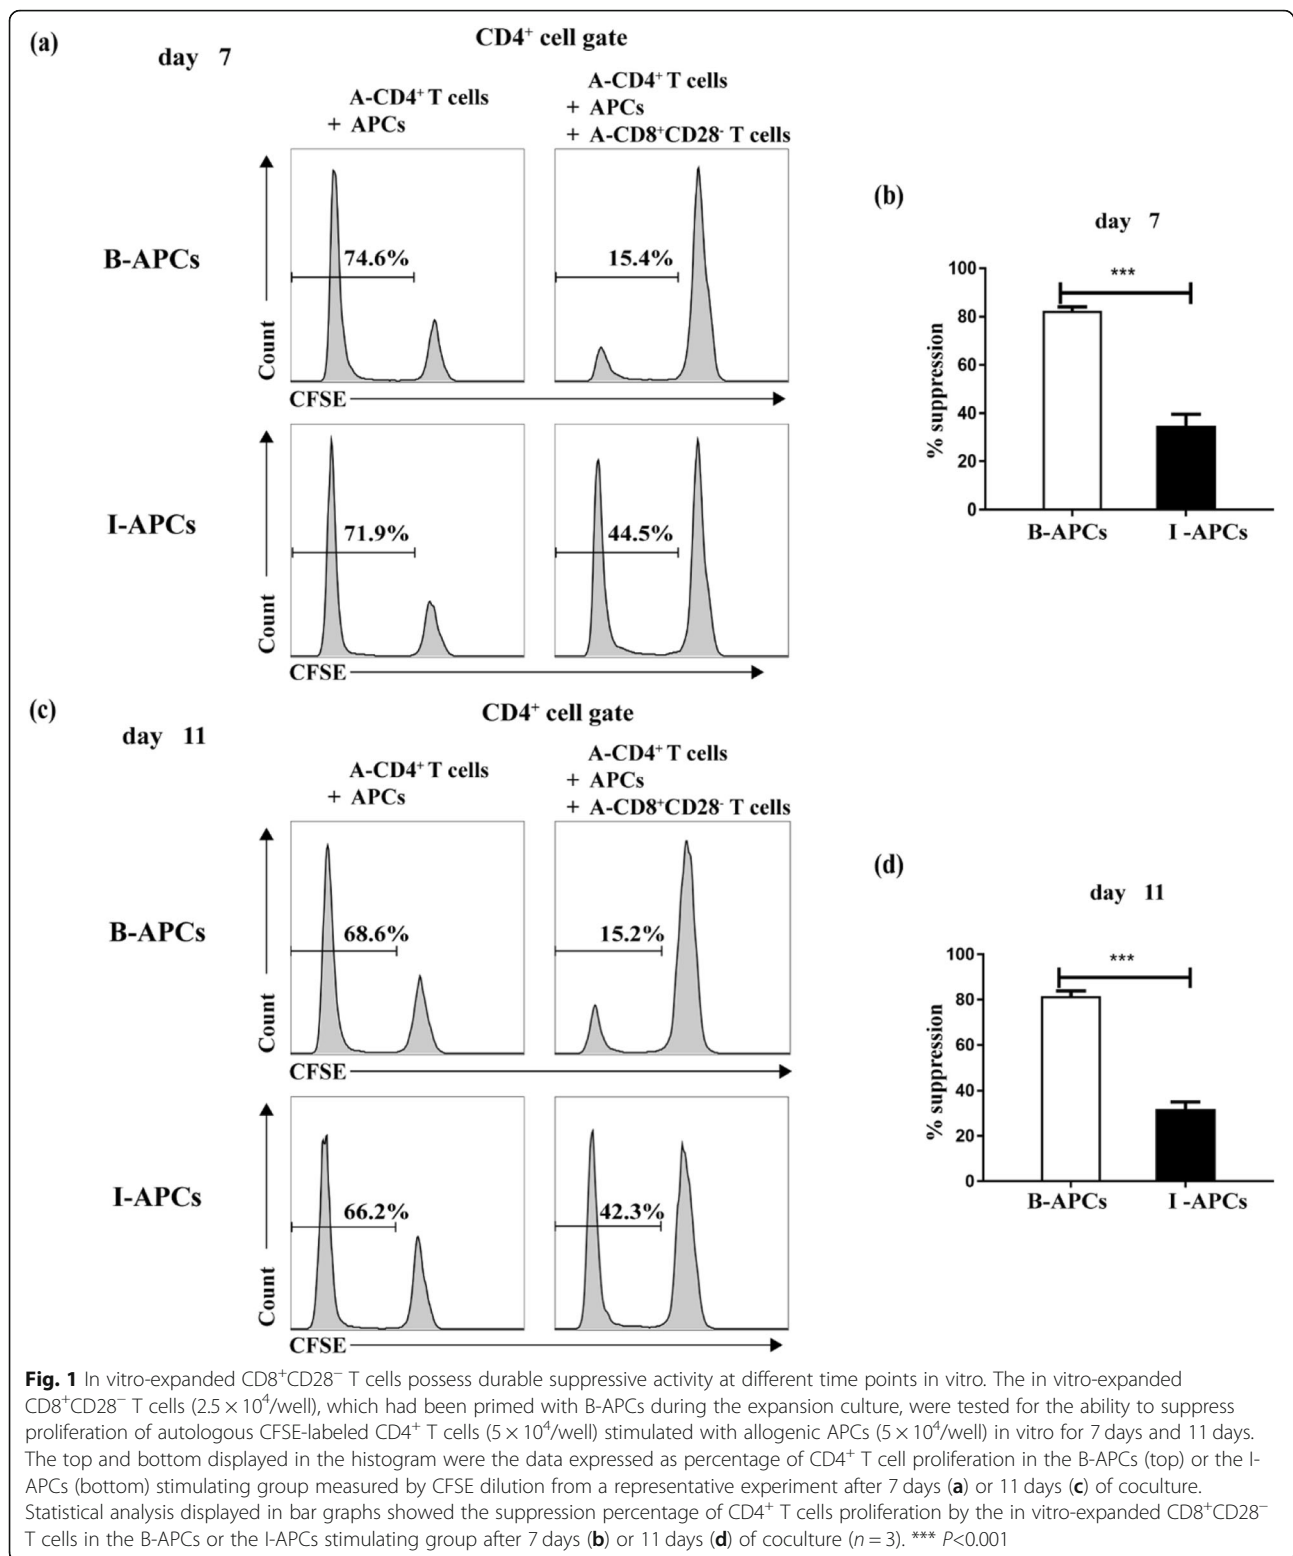 (a)
day 7
CD4⁺ cell gate
A-CD4⁺ T cells
+ APCs
A-CD4⁺ T cells
+ APCs
+ A-CD8⁺CD28⁻ T cells
B-APCs
Count
74.6%
15.4%
CFSE
I-APCs
Count
71.9%
44.5%
CFSE
(b)
day 7
% suppression
100
80
60
40
20
0
***
B-APCs I -APCs
(c)
day 11
CD4⁺ cell gate
A-CD4⁺ T cells
+ APCs
A-CD4⁺ T cells
+ APCs
+ A-CD8⁺CD28⁻ T cells
B-APCs
Count
68.6%
15.2%
CFSE
I-APCs
Count
66.2%
42.3%
CFSE
(d)
day 11
% suppression
100
80
60
40
20
0
***
B-APCs I -APCs
Fig. 1 In vitro-expanded CD8⁺CD28⁻ T cells possess durable suppressive activity at different time points in vitro. The in vitro-expanded
CD8⁺CD28⁻ T cells (2.5 × 10⁴/well), which had been primed with B-APCs during the expansion culture, were tested for the ability to suppress
proliferation of autologous CFSE-labeled CD4⁺ T cells (5 × 10⁴/well) stimulated with allogenic APCs (5 × 10⁴/well) in vitro for 7 days and 11 days.
The top and bottom displayed in the histogram were the data expressed as percentage of CD4⁺ T cell proliferation in the B-APCs (top) or the I-
APCs (bottom) stimulating group measured by CFSE dilution from a representative experiment after 7 days (a) or 11 days (c) of coculture.
Statistical analysis displayed in bar graphs showed the suppression percentage of CD4⁺ T cells proliferation by the in vitro-expanded CD8⁺CD28⁻
T cells in the B-APCs or the I-APCs stimulating group after 7 days (b) or 11 days (d) of coculture (n = 3). *** P<0.001